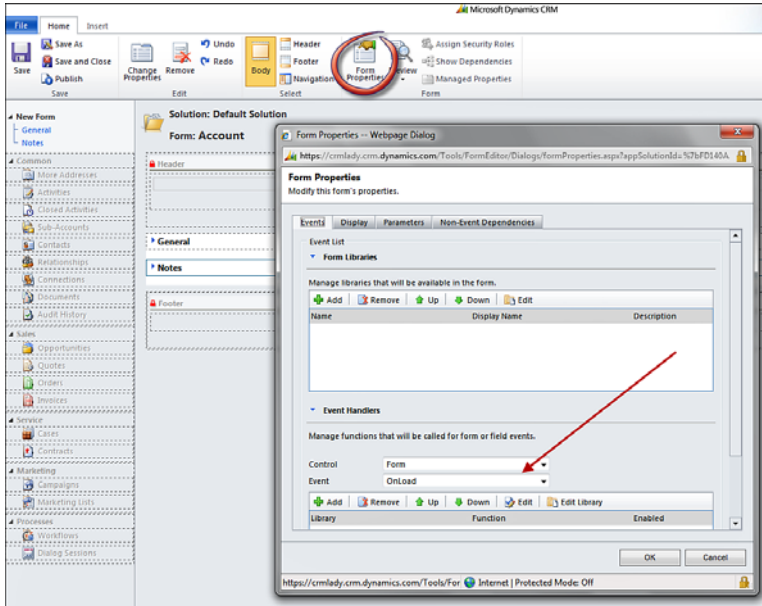 Microsoft Dynamics CRM
File Home Insert
Save
Save As
Save and Close
Publish
Save
Change Properties
Remove
Undo
Redo
Edit
Body
Header
Footer
Navigation
Select
Form Properties
Preview
Assign Security Roles
Show Dependencies
Managed Properties
Form
New Form
General
Notes
Common
More Addresses
Activities
Closed Activities
Sub-Accounts
Contacts
Relationships
Connections
Documents
Audit History
Sales
Opportunities
Quotes
Orders
Invoices
Service
Cases
Contracts
Marketing
Campaigns
Marketing Lists
Processes
Workflows
Dialog Sessions
Solution: Default Solution
Form: Account
Header
General
Notes
Footer
Form Properties -- Webpage Dialog
https://crmlady.crm.dynamics.com/Tools/FormEditor/Dialogs/formProperties.aspx?appSolutionId=%7bFD140A
Form Properties
Modify this form's properties.
Events Display Parameters Non-Event Dependencies
Event List
Form Libraries
Manage libraries that will be available in the form.
Add Remove Up Down Edit
Name Display Name Description
Event Handlers
Manage functions that will be called for form or field events.
Control Form
Event OnLoad
Add Remove Up Down Edit Edit Library
Library Function Enabled
OK Cancel
https://crmlady.crm.dynamics.com/Tools/For Internet | Protected Mode: Off